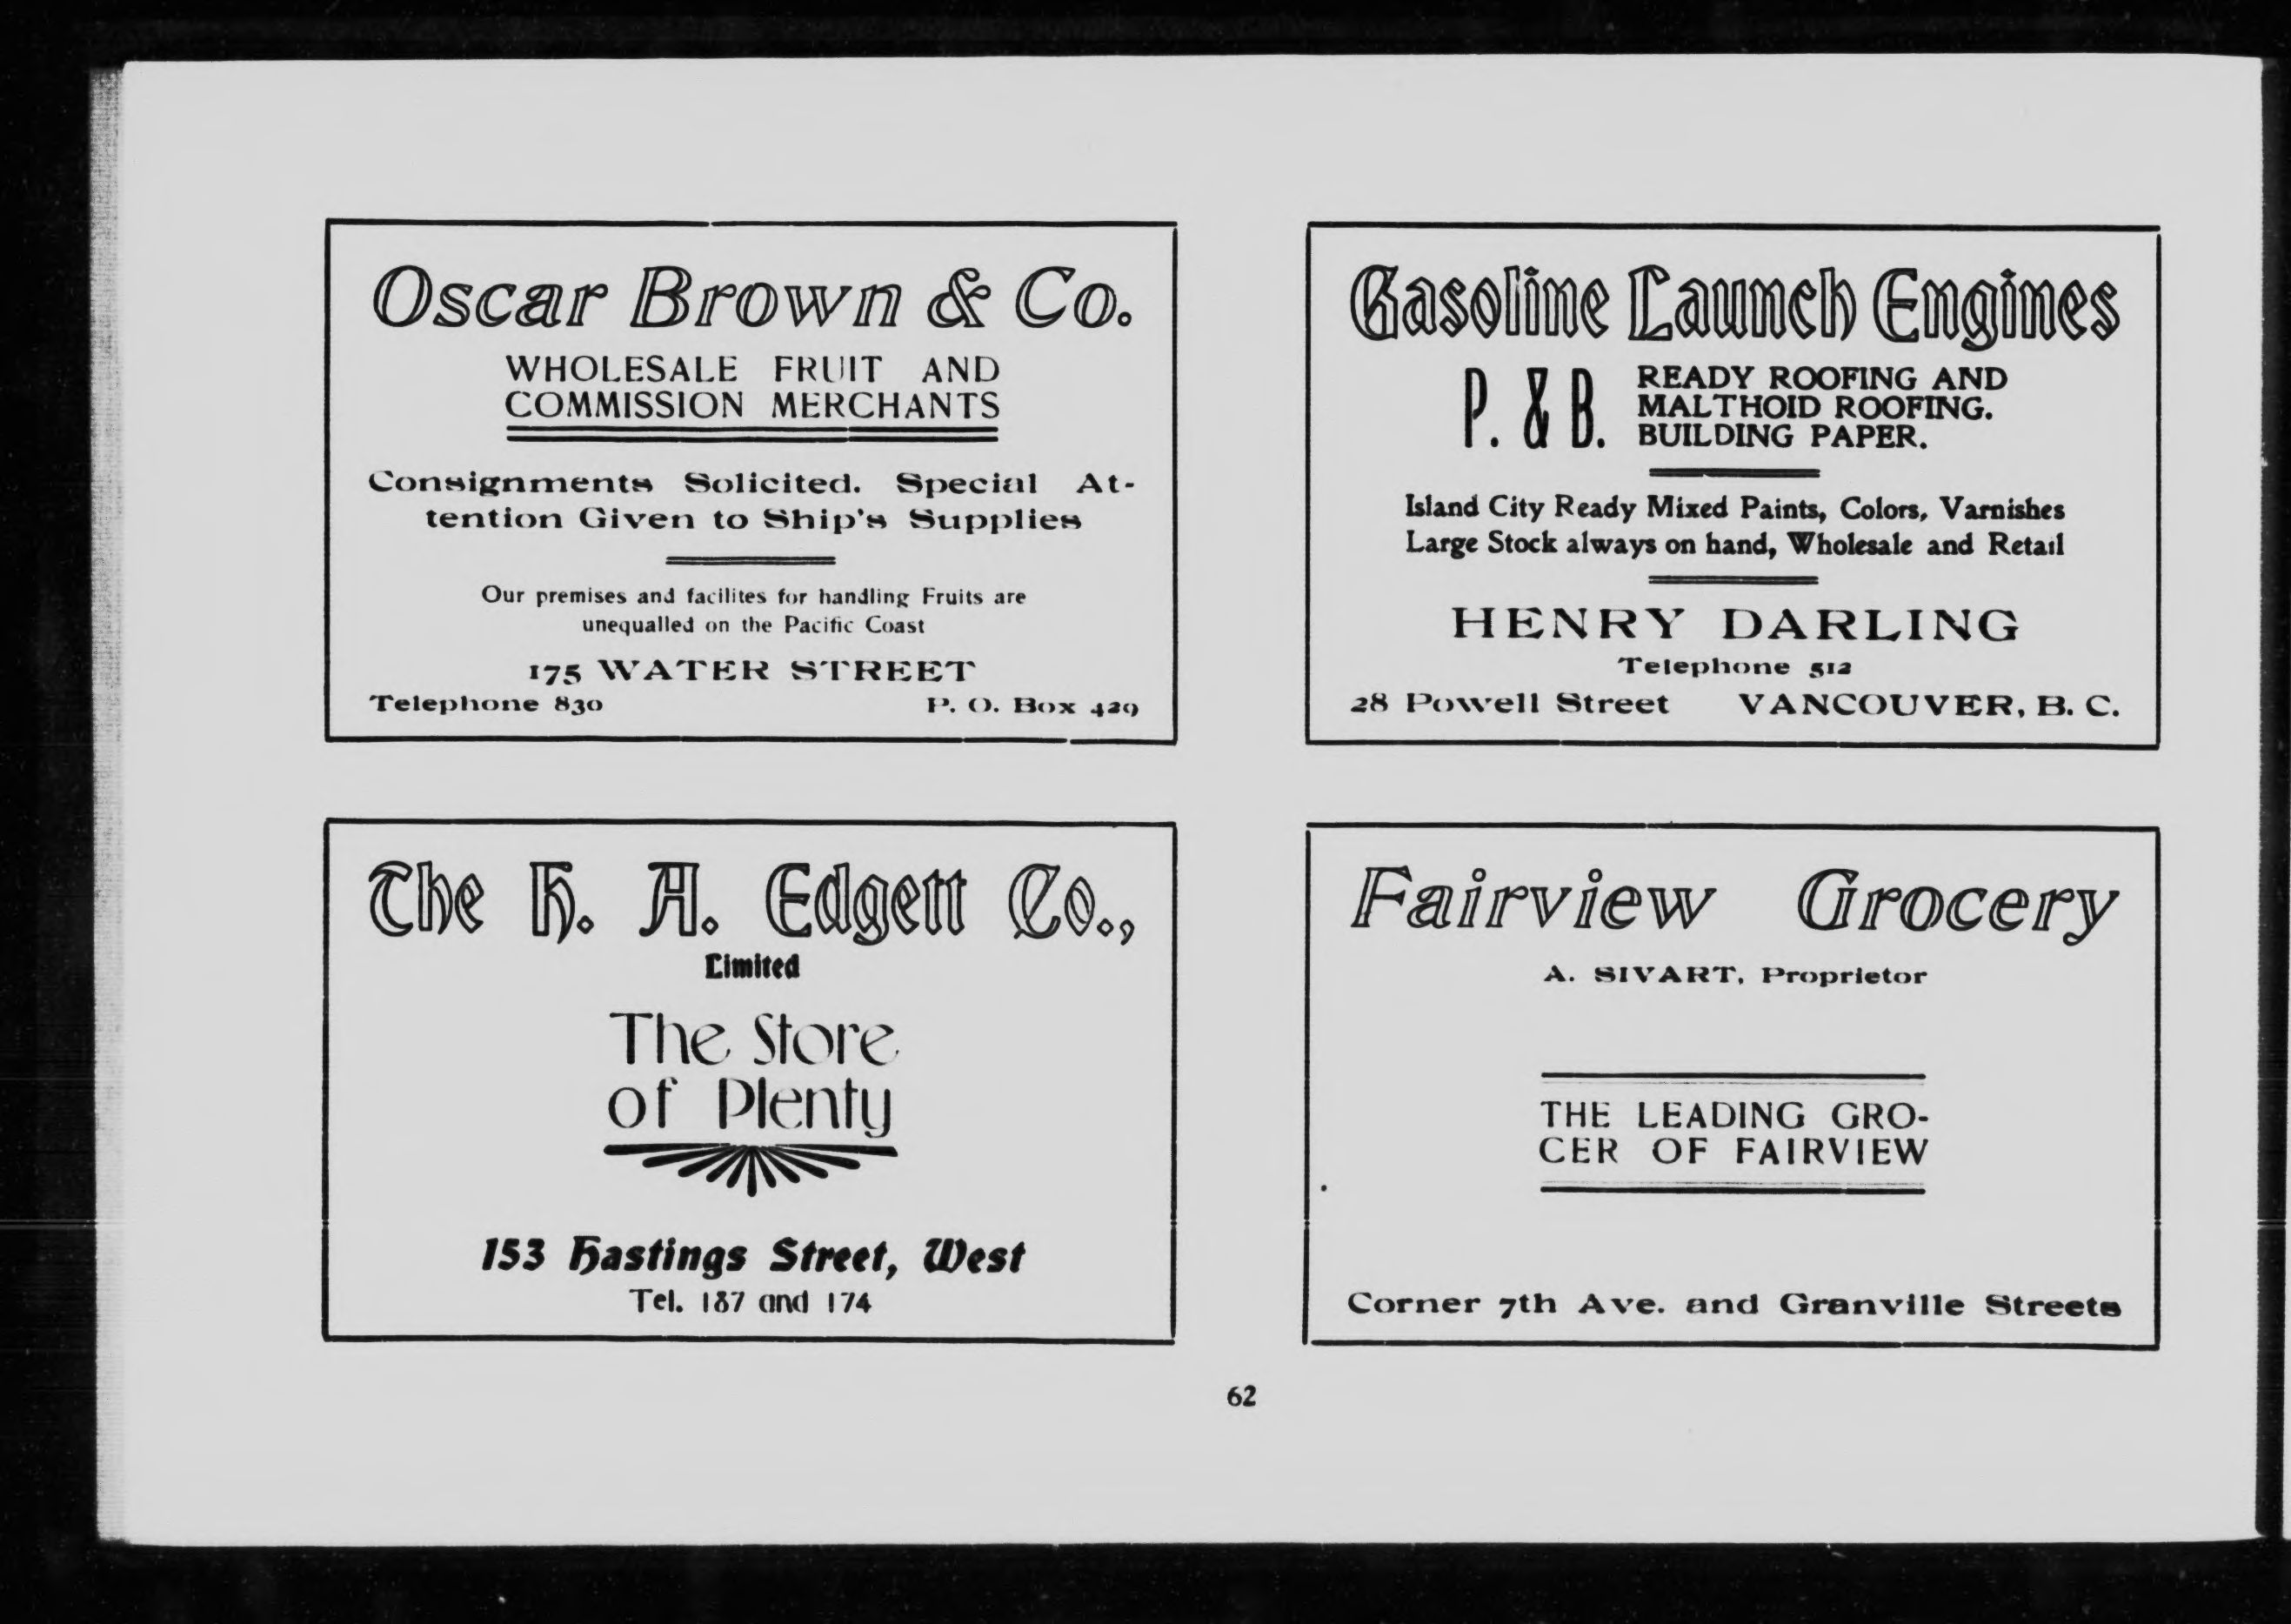 Oscar Brown & Co.
WHOLESALE FRUIT AND
COMMISSION MERCHANTS
Consignments Solicited. Special At-
tention Given to Ship's Supplies
Our premises and facilites for handling Fruits are
unequalled on the Pacific Coast
175 WATER STREET
Telephone 830 P. O. Box 429
Gasoline Launch Engines
P. & B. READY ROOFING AND
MALTHOID ROOFING.
BUILDING PAPER.
Island City Ready Mixed Paints, Colors, Varnishes
Large Stock always on hand, Wholesale and Retail
HENRY DARLING
Telephone 512
28 Powell Street VANCOUVER, B. C.
The H. A. Edgett Co.,
Limited
The Store
of Plenty
153 Hastings Street, West
Tel. 187 and 174
Fairview Grocery
A. SIVART, Proprietor
THE LEADING GRO-
CER OF FAIRVIEW
Corner 7th Ave. and Granville Streets
62